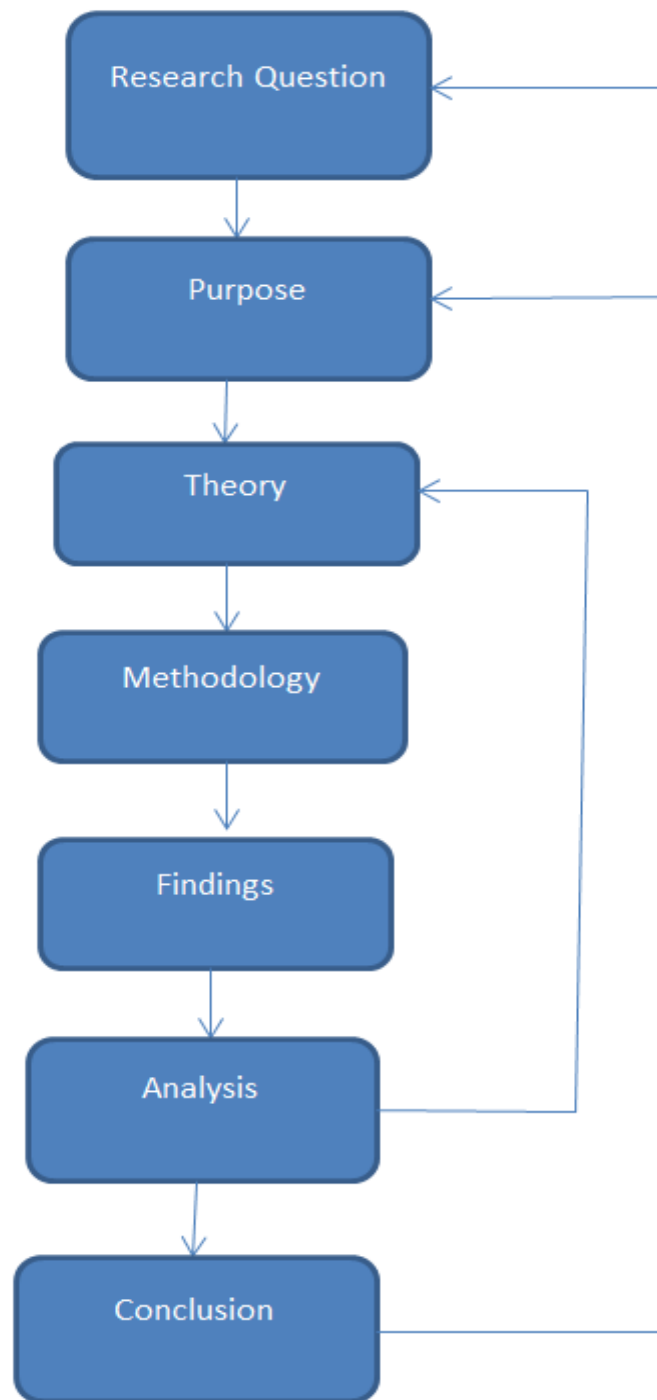 Research Question
Purpose
Theory
Methodology
Findings
Analysis
Conclusion